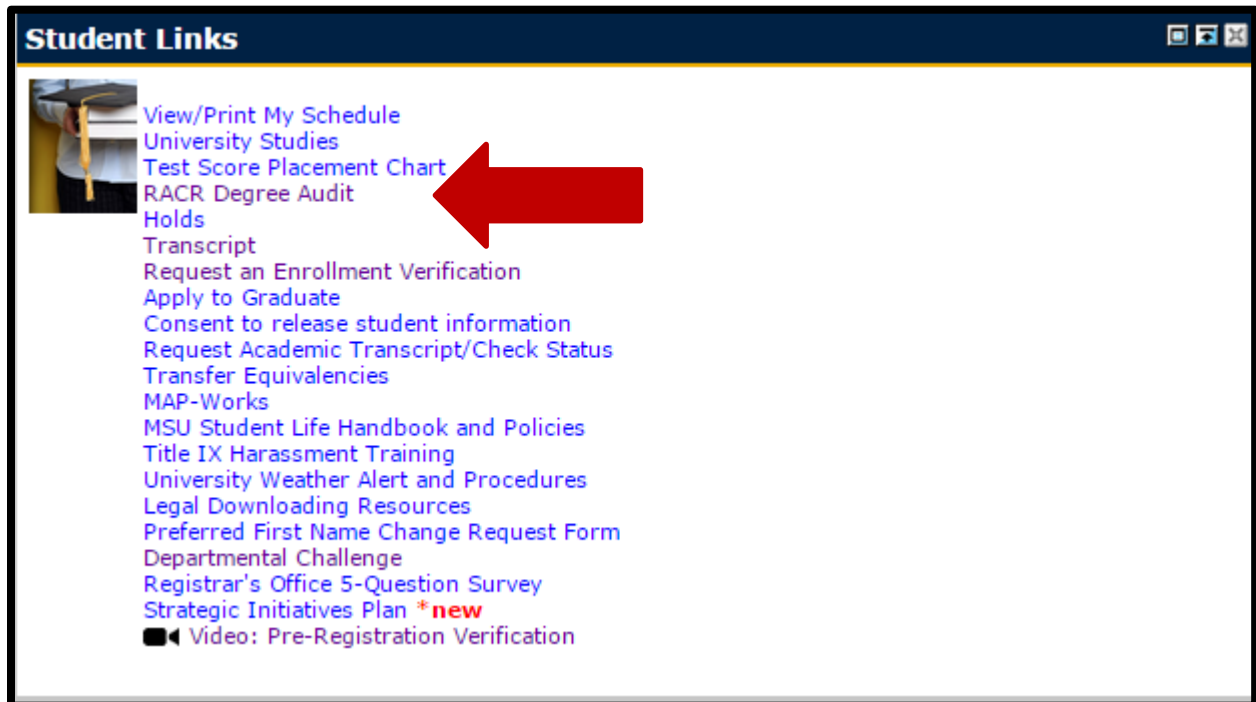 Student Links
View/Print My Schedule
University Studies
Test Score Placement Chart
RACR Degree Audit
Holds
Transcript
Request an Enrollment Verification
Apply to Graduate
Consent to release student information
Request Academic Transcript/Check Status
Transfer Equivalencies
MAP-Works
MSU Student Life Handbook and Policies
Title IX Harassment Training
University Weather Alert and Procedures
Legal Downloading Resources
Preferred First Name Change Request Form
Departmental Challenge
Registrar's Office 5-Question Survey
Strategic Initiatives Plan *new
Video: Pre-Registration Verification